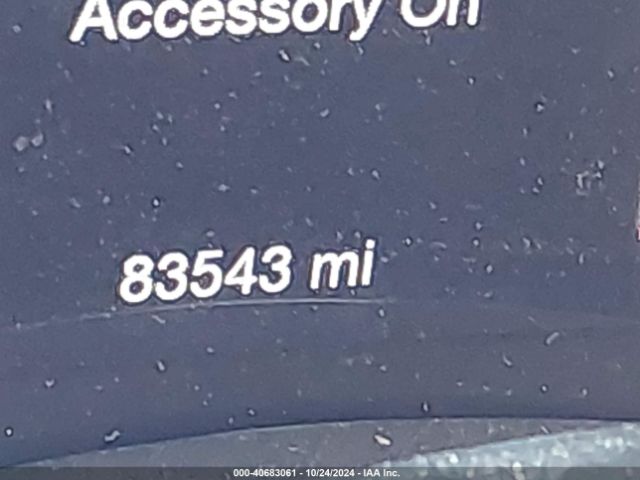 Accessory On
83543 mi
000-40683061 - 10/24/2024 - IAA Inc.